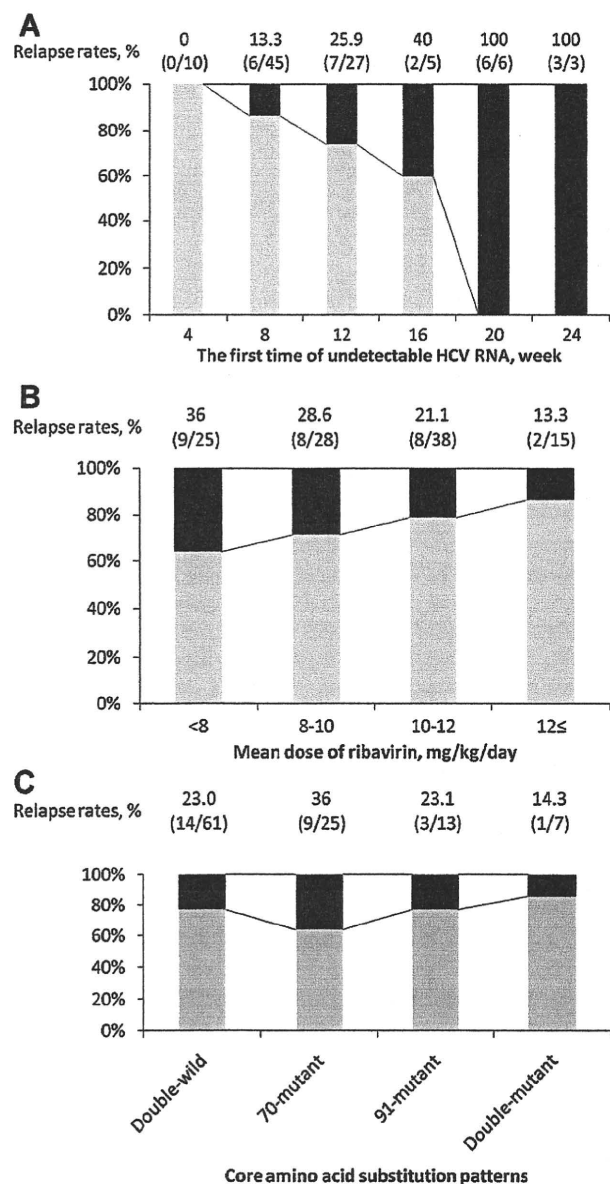 A
Relapse rates, % 0 13.3 25.9 40 100 100
(0/10) (6/45) (7/27) (2/5) (6/6) (3/3)
100%
80%
60%
40%
20%
0%
4 8 12 16 20 24
The first time of undetectable HCV RNA, week
B
Relapse rates, % 36 28.6 21.1 13.3
(9/25) (8/28) (8/38) (2/15)
100%
80%
60%
40%
20%
0%
<8 8-10 10-12 12≤
Mean dose of ribavirin, mg/kg/day
C
Relapse rates, % 23.0 36 23.1 14.3
(14/61) (9/25) (3/13) (1/7)
100%
80%
60%
40%
20%
0%
Double-wild 70-mutant 91-mutant Double-mutant
Core amino acid substitution patterns